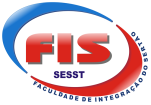 FIS
SESST
FACULDADE DE INTEGRAÇÃO DO SERTÃO